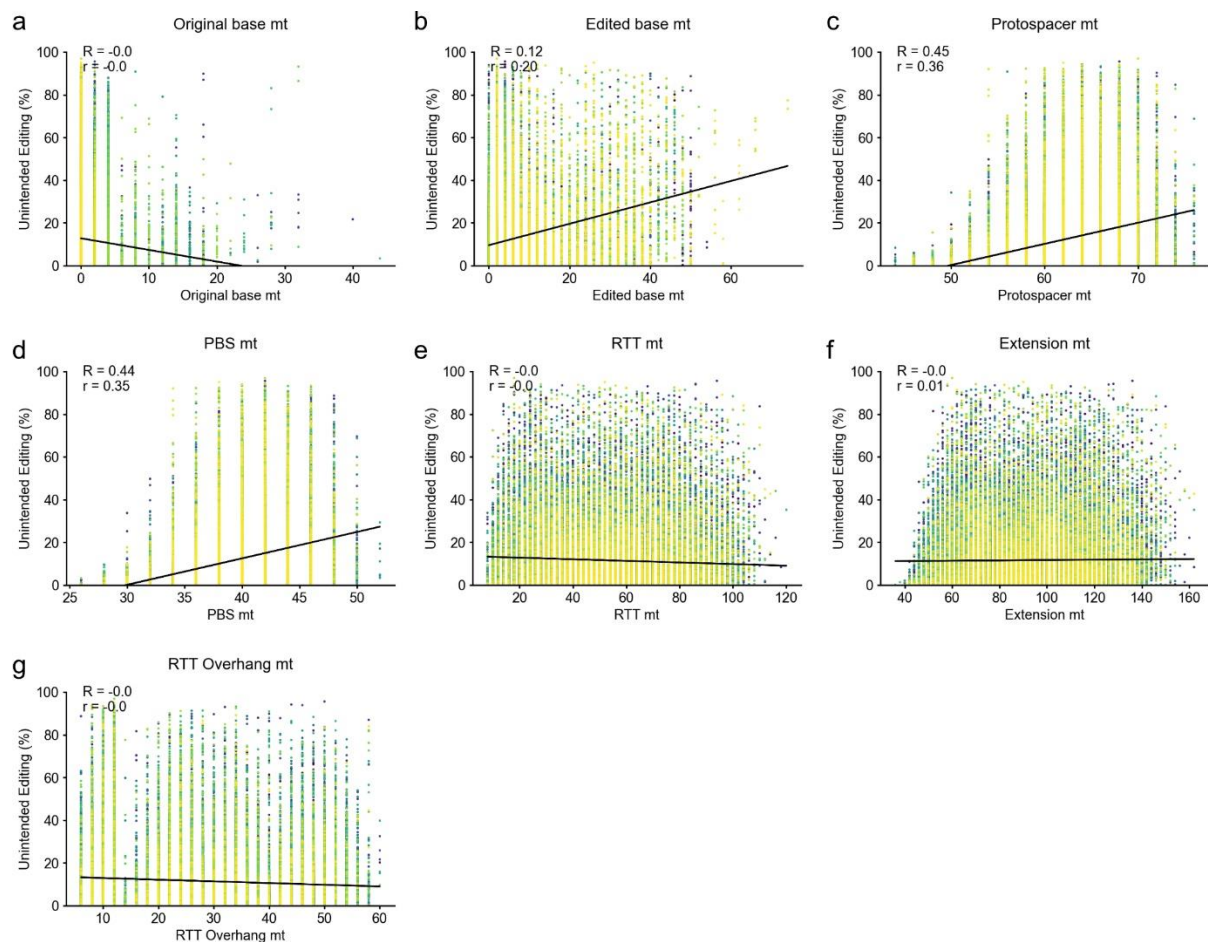 a
Original base mt
R = -0.0
r = -0.0
Unintended Editing (%)
100
80
60
40
20
0
0 10 20 30 40
Original base mt
b
Edited base mt
R = 0.12
r = 0.20
Unintended Editing (%)
100
80
60
40
20
0
0 20 40 60
Edited base mt
c
Protospacer mt
R = 0.45
r = 0.36
Unintended Editing (%)
100
80
60
40
20
0
50 60 70
Protospacer mt
d
PBS mt
R = 0.44
r = 0.35
Unintended Editing (%)
100
80
60
40
20
0
25 30 35 40 45 50
PBS mt
e
RTT mt
R = -0.0
r = -0.0
Unintended Editing (%)
100
80
60
40
20
0
20 40 60 80 100 120
RTT mt
f
Extension mt
R = -0.0
r = 0.01
Unintended Editing (%)
100
80
60
40
20
0
40 60 80 100 120 140 160
Extension mt
g
RTT Overhang mt
R = -0.0
r = -0.0
Unintended Editing (%)
100
80
60
40
20
0
10 20 30 40 50 60
RTT Overhang mt